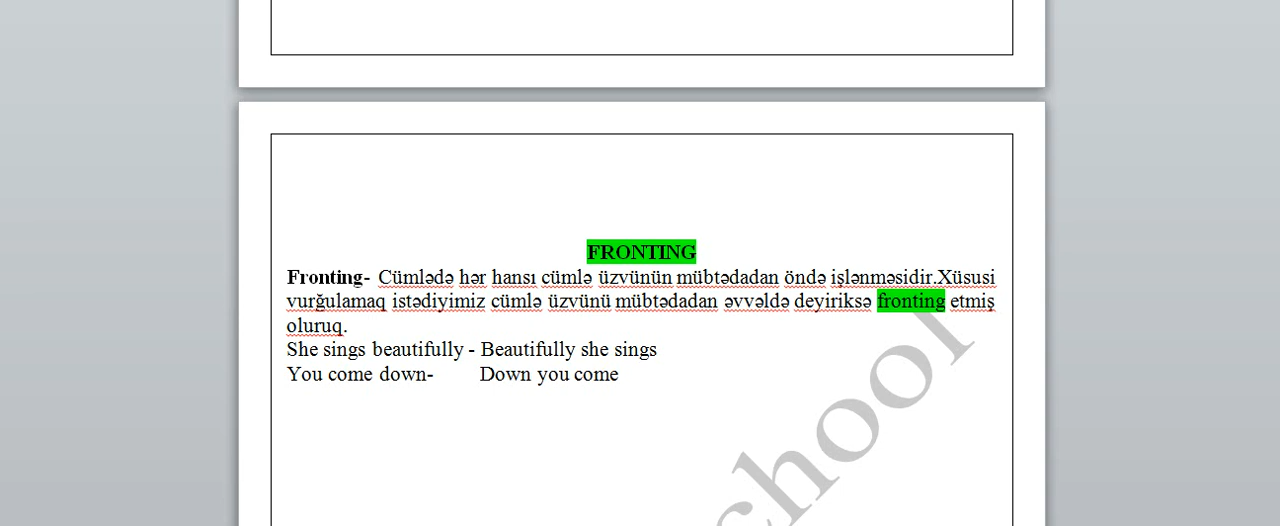 FRONTING
Fronting- Cümlədə hər hansı cümlə üzvünün mübtədadan öndə işlənməsidir.Xüsusi
vurğulamaq istədiyimiz cümlə üzvünü mübtədadan əvvəldə deyiriksə fronting etmiş
oluruq.
She sings beautifully - Beautifully she sings
You come down- Down you come